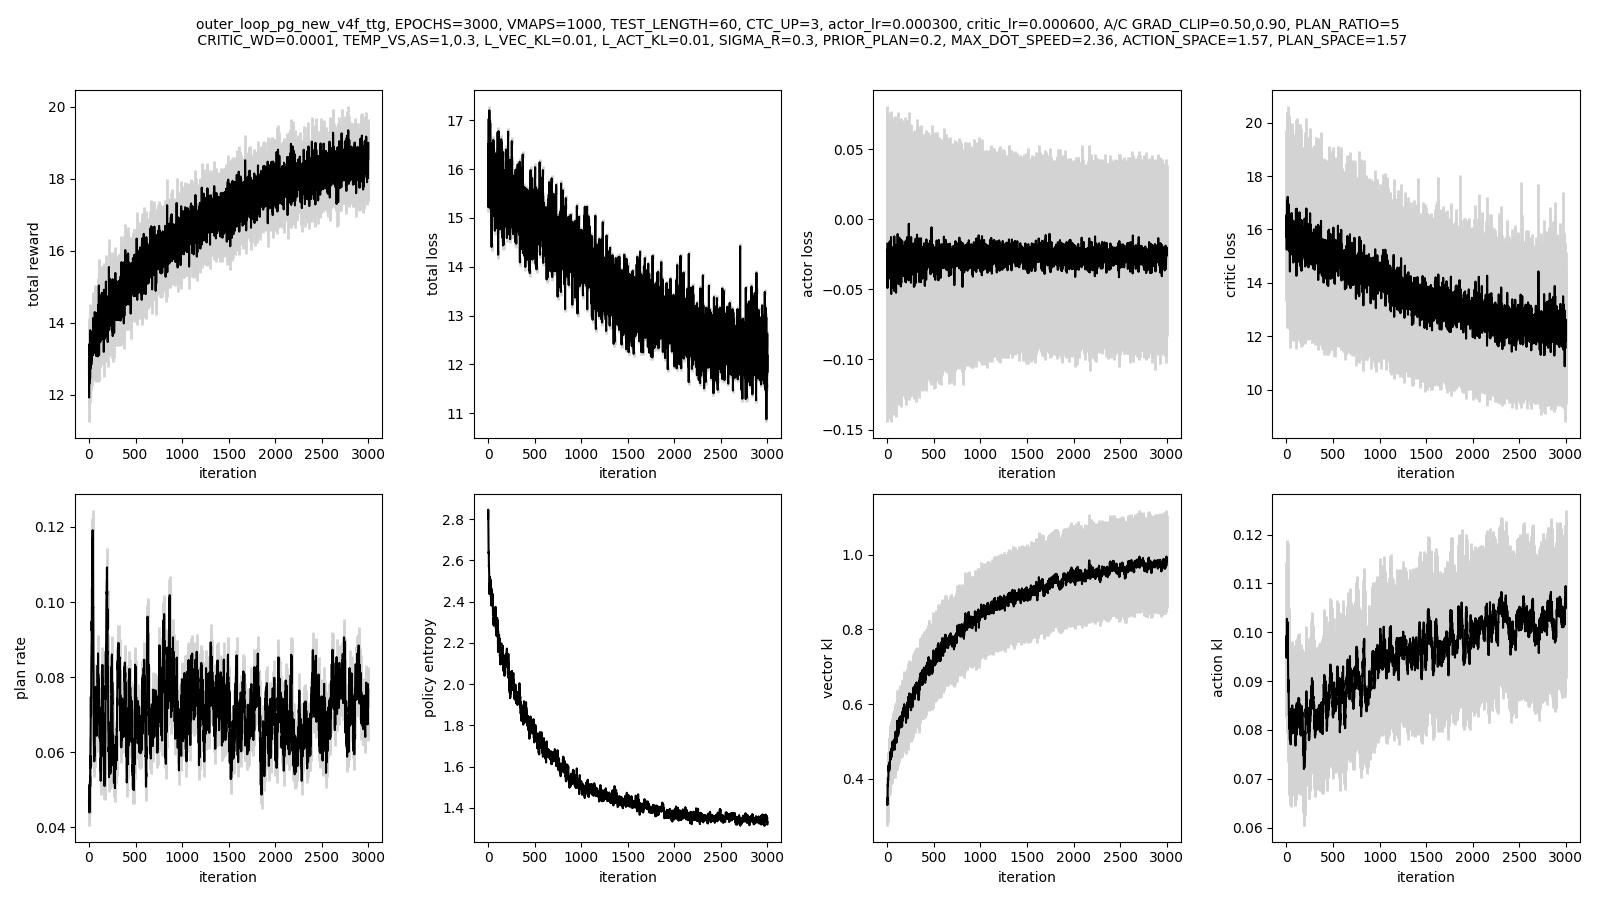 outer_loop_pg_new_v4f_ttg, EPOCHS=3000, VMAPS=1000, TEST_LENGTH=60, CTC_UP=3, actor_lr=0.000300, critic_lr=0.000600, A/C GRAD_CLIP=0.50,0.90, PLAN_RATIO=5
CRITIC_WD=0.0001, TEMP_VS,AS=1,0.3, L_VEC_KL=0.01, L_ACT_KL=0.01, SIGMA_R=0.3, PRIOR_PLAN=0.2, MAX_DOT_SPEED=2.36, ACTION_SPACE=1.57, PLAN_SPACE=1.57
total reward
20
18
16
14
12
0 500 1000 1500 2000 2500 3000
iteration
total loss
17
16
15
14
13
12
11
0 500 1000 1500 2000 2500 3000
iteration
actor loss
0.05
0.00
−0.05
−0.10
−0.15
0 500 1000 1500 2000 2500 3000
iteration
critic loss
20
18
16
14
12
10
0 500 1000 1500 2000 2500 3000
iteration
plan rate
0.12
0.10
0.08
0.06
0.04
0 500 1000 1500 2000 2500 3000
iteration
policy entropy
2.8
2.6
2.4
2.2
2.0
1.8
1.6
1.4
0 500 1000 1500 2000 2500 3000
iteration
vector kl
1.0
0.8
0.6
0.4
0 500 1000 1500 2000 2500 3000
iteration
action kl
0.12
0.11
0.10
0.09
0.08
0.07
0.06
0 500 1000 1500 2000 2500 3000
iteration